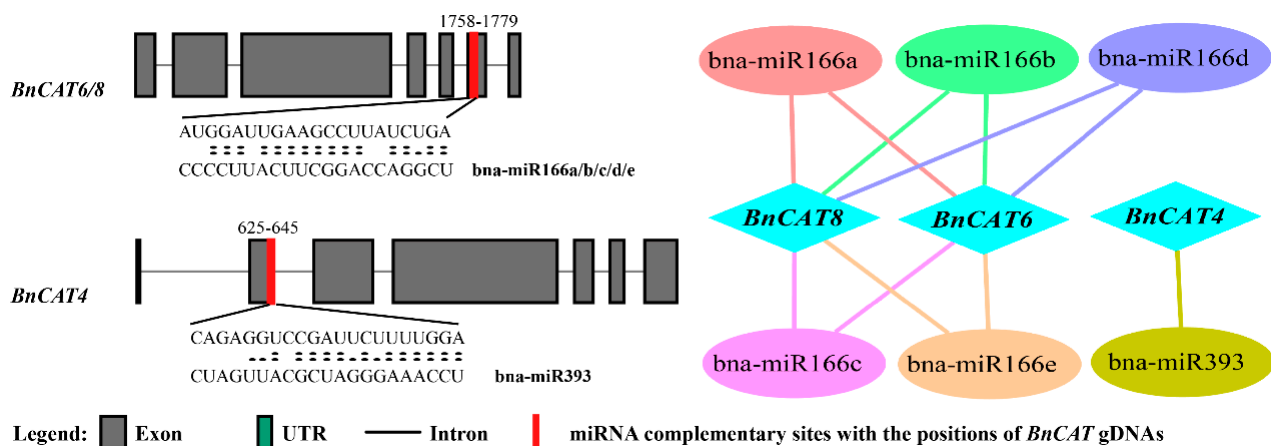 1758-1779
BnCAT6/8
AUGGAUUGAAGCCUUAUCUGA
CCCCUUACUUCGGACCAGGCU
bna-miR166a/b/c/d/e
625-645
BnCAT4
CAGAGGUCCGAUUCUUUUGGA
CUAGUUACGCUAGGGAAACCU
bna-miR393
bna-miR166a
bna-miR166b
bna-miR166d
BnCAT8
BnCAT6
BnCAT4
bna-miR166c
bna-miR166e
bna-miR393
Legend: Exon UTR Intron miRNA complementary sites with the positions of BnCAT gDNAs